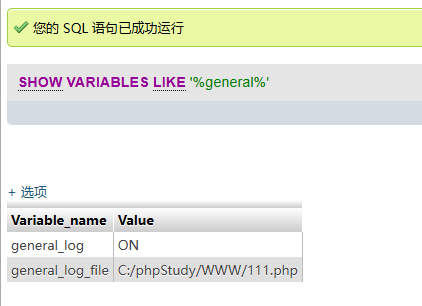 您的 SQL 语句已成功运行
SHOW VARIABLES LIKE '%general%'
+ 选项
Variable_name Value
general_log ON
general_log_file C:/phpStudy/WWW/111.php